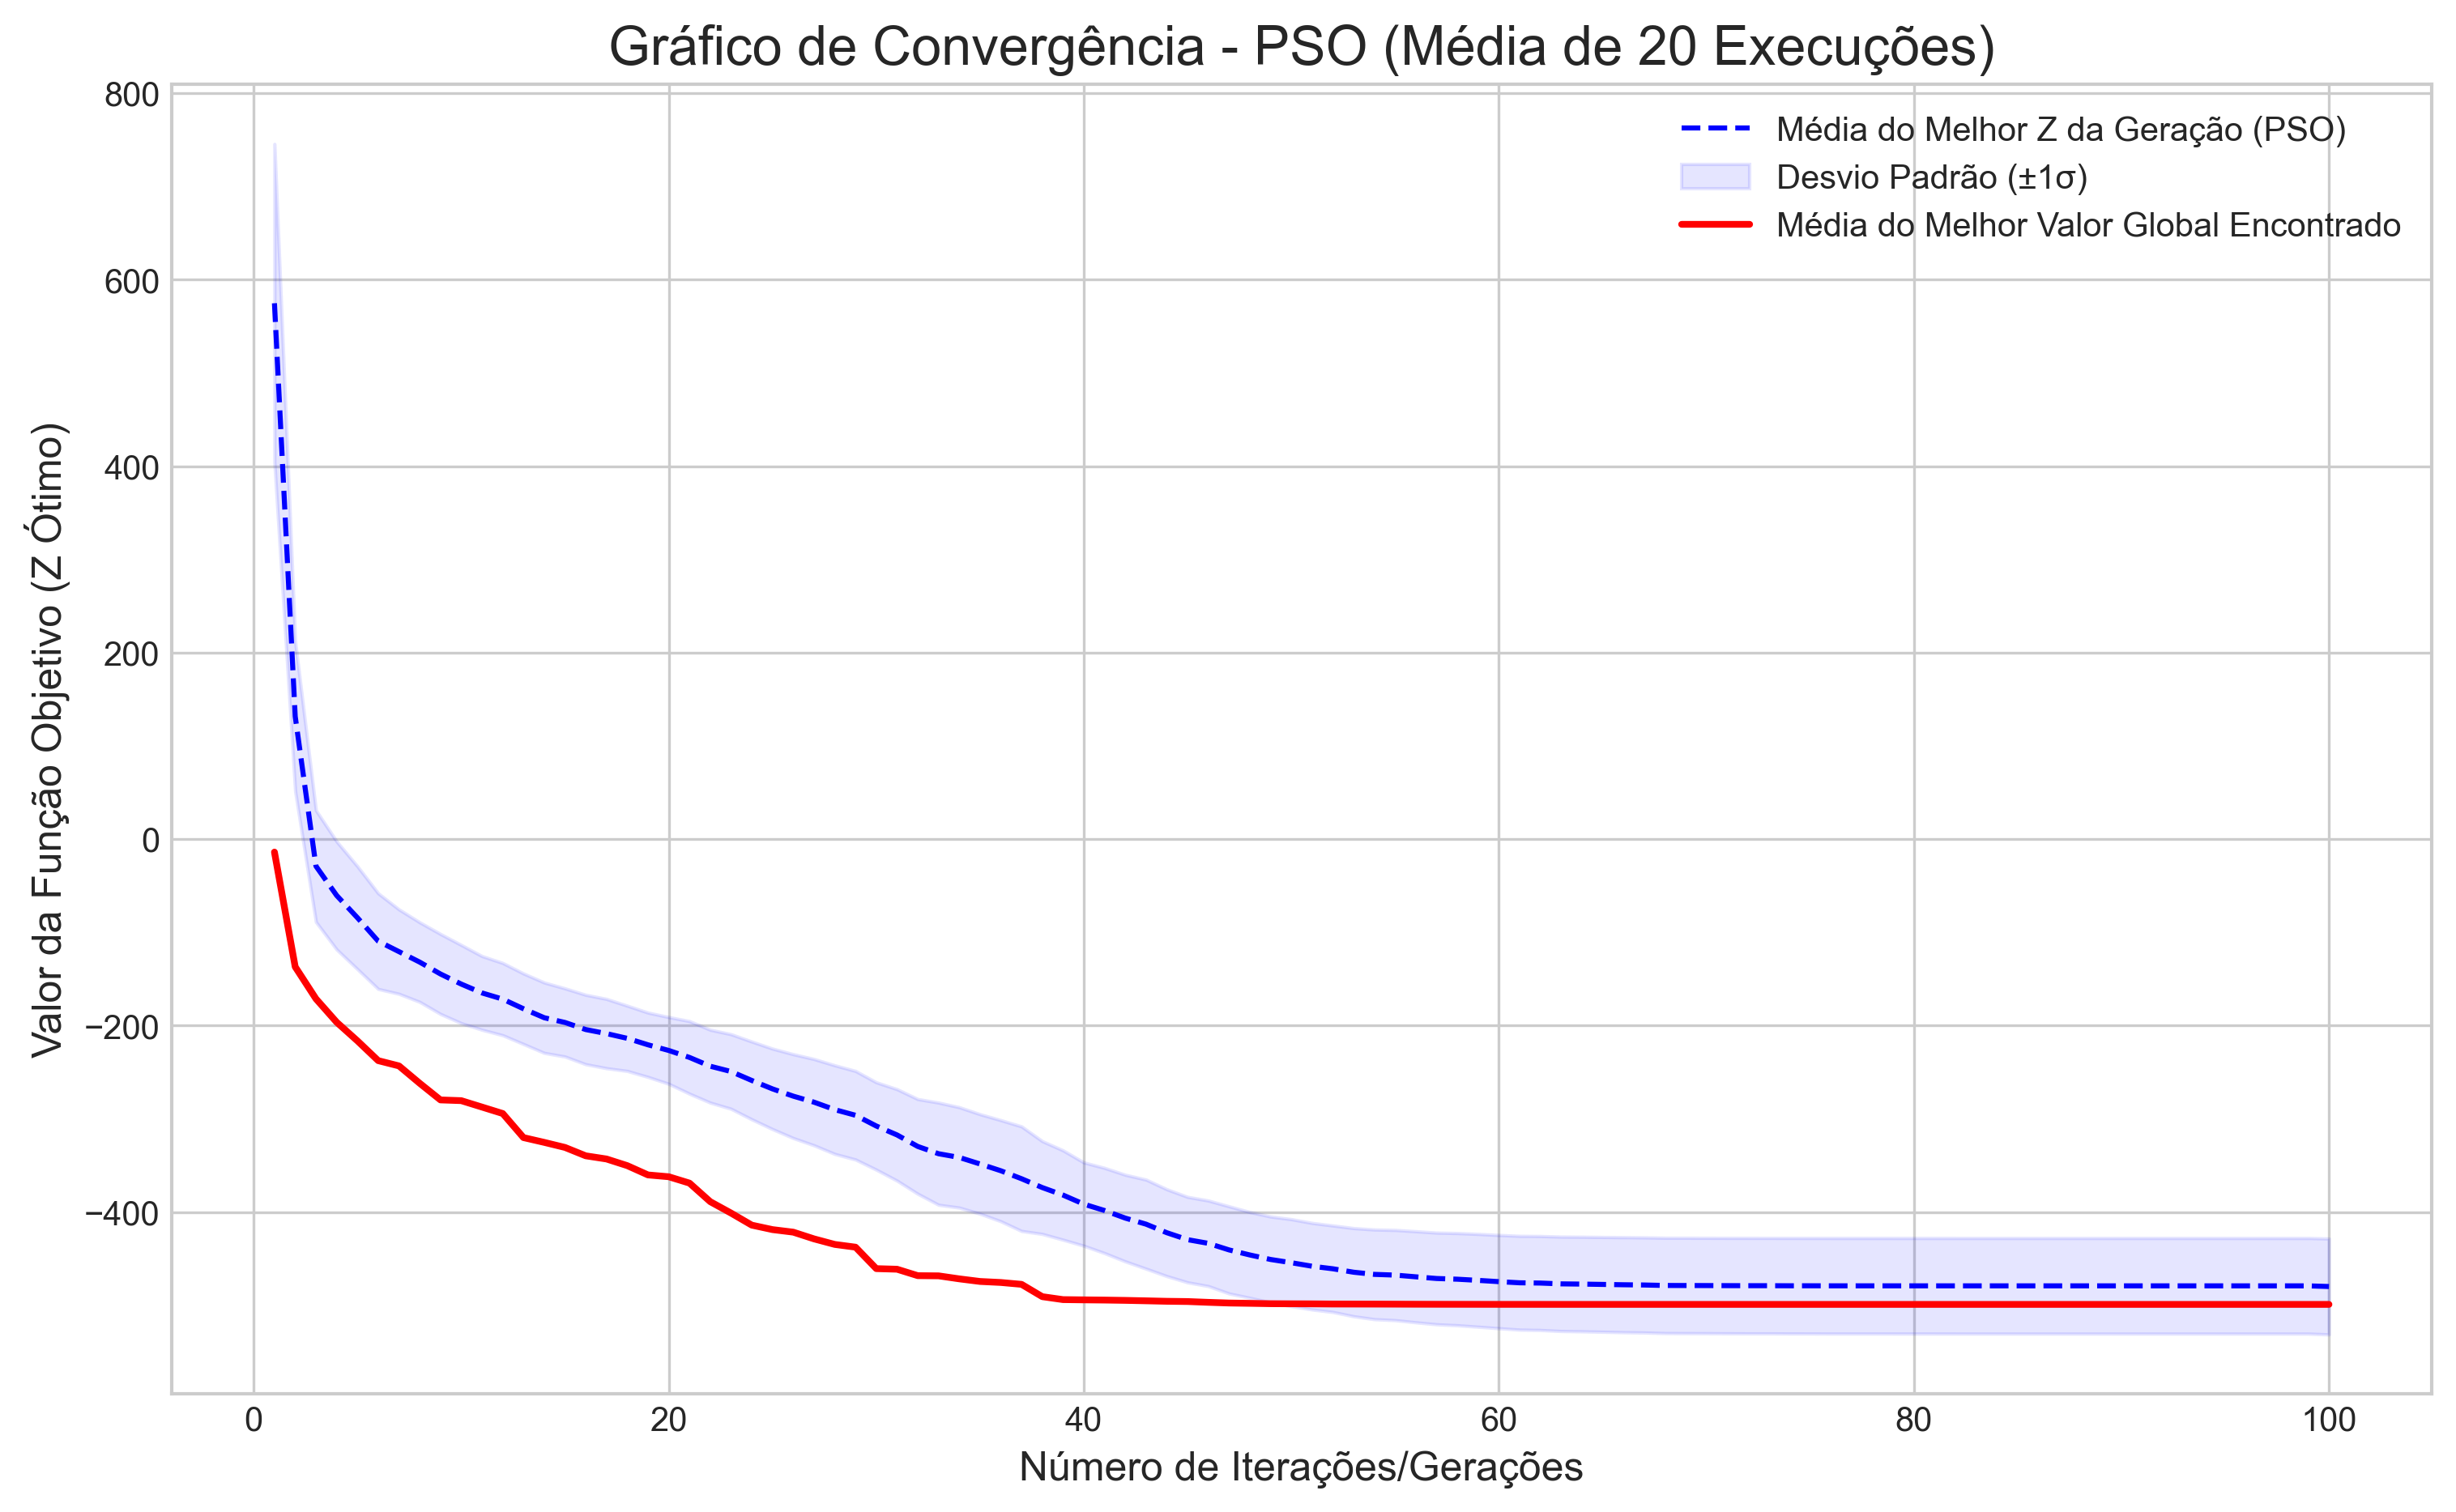 Gráfico de Convergência - PSO (Média de 20 Execuções)
Média do Melhor Z da Geração (PSO)
Desvio Padrão (±1σ)
Média do Melhor Valor Global Encontrado
Valor da Função Objetivo (Z Ótimo)
800
600
400
200
0
−200
−400
0 20 40 60 80 100
Número de Iterações/Gerações